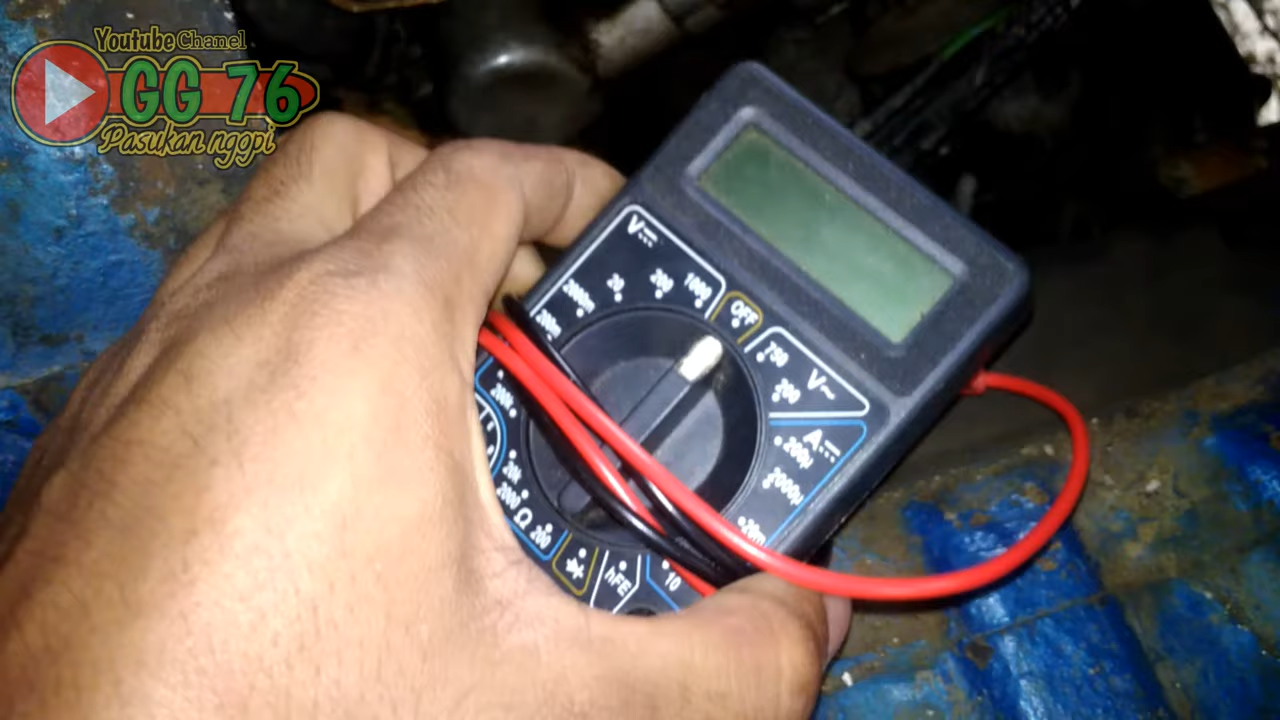 Youtube Chanel
GG 76
Pasukan ngopi
V
1000
200
20
2000m
200m
OFF
750
200
V~
A
200µ
2000µ
20m
10
hFE
200
Ω
2000
20k
200k